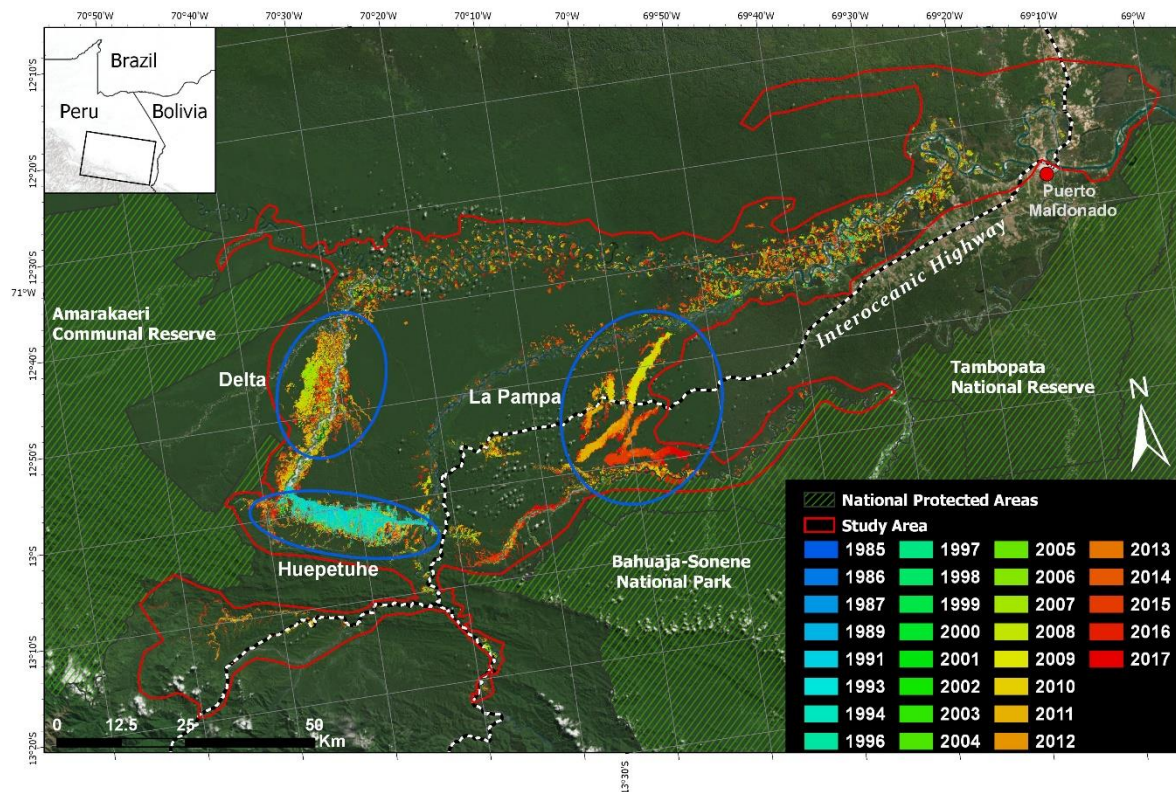 70°50'W
70°40'W
70°30'W
70°20'W
70°10'W
70°W
69°50'W
69°40'W
69°30'W
69°20'W
69°10'W
69°W
Brazil
Peru
Bolivia
12°10'S
12°20'S
12°30'S
71°W
12°40'S
12°50'S
13°S
13°10'S
13°20'S
13°30'S
Puerto
Maldonado
Interoceanic Highway
Amarakaeri
Communal Reserve
Delta
La Pampa
Tambopata
National Reserve
N
Huepetuhe
Bahuaja-Sonene
National Park
National Protected Areas
Study Area
1985
1986
1987
1989
1991
1993
1994
1996
1997
1998
1999
2000
2001
2002
2003
2004
2005
2006
2007
2008
2009
2010
2011
2012
2013
2014
2015
2016
2017
0 12.5 25 50
Km